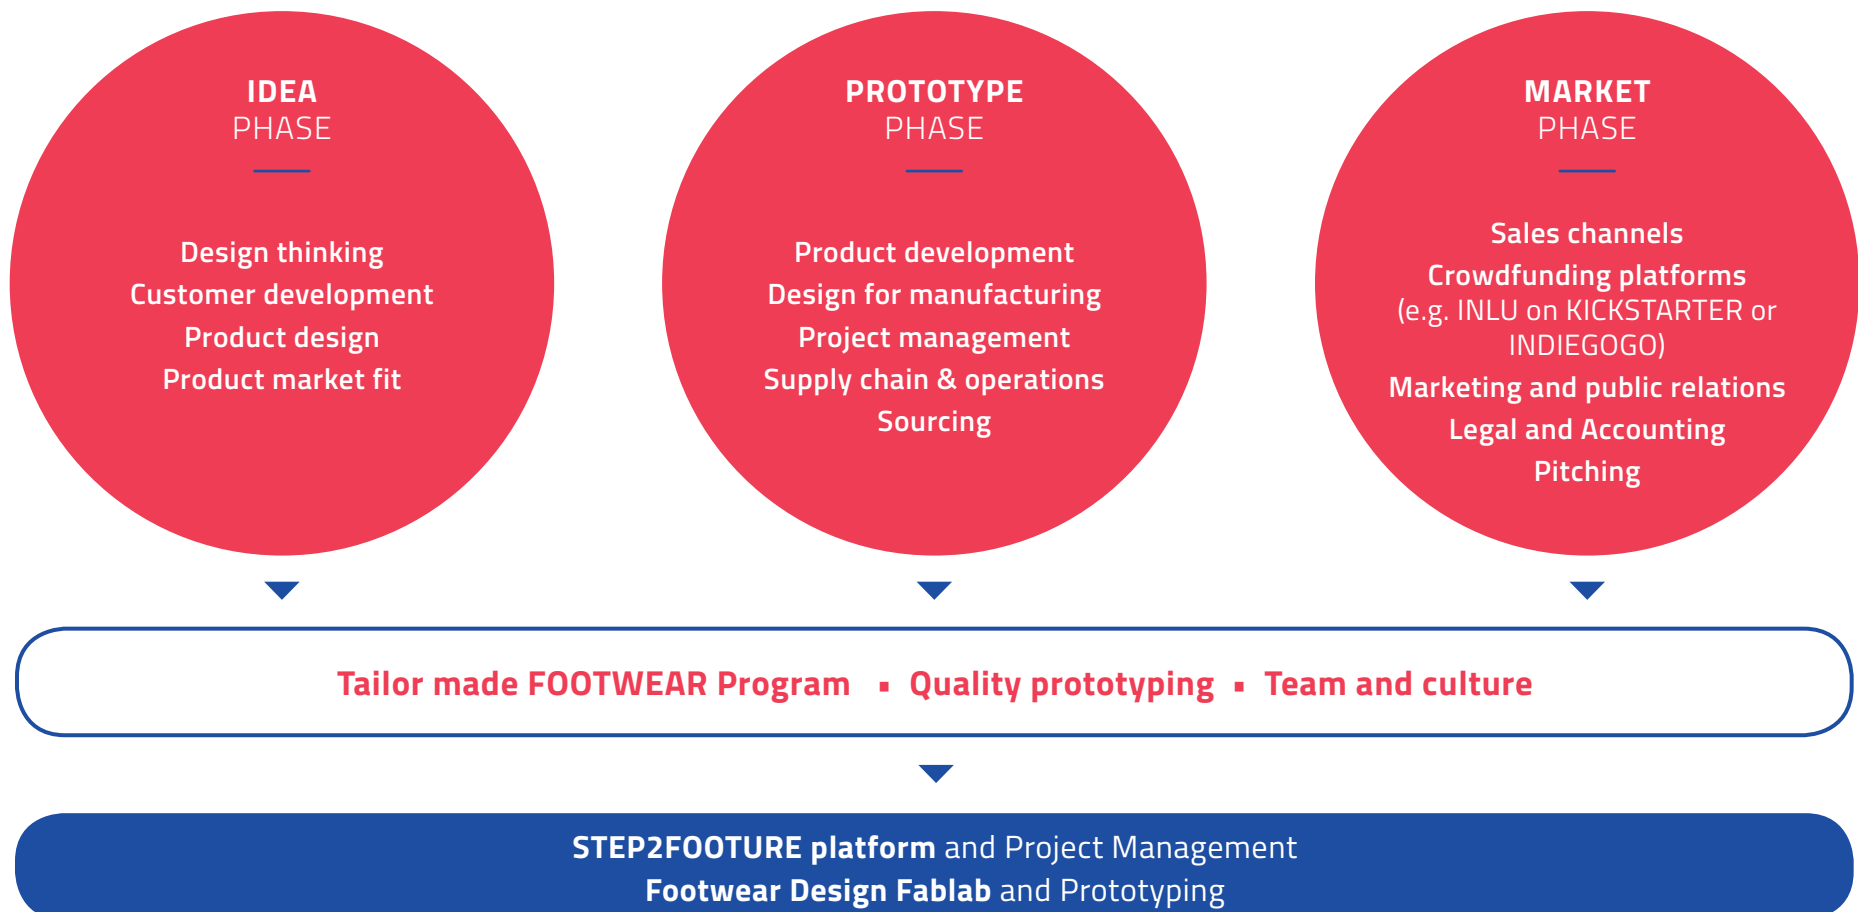 IDEA
PHASE
Design thinking
Customer development
Product design
Product market fit
PROTOTYPE
PHASE
Product development
Design for manufacturing
Project management
Supply chain & operations
Sourcing
MARKET
PHASE
Sales channels
Crowdfunding platforms
(e.g. INLU on KICKSTARTER or
INDIEGOGO)
Marketing and public relations
Legal and Accounting
Pitching
Tailor made FOOTWEAR Program ▪ Quality prototyping ▪ Team and culture
STEP2FOOTURE platform and Project Management
Footwear Design Fablab and Prototyping